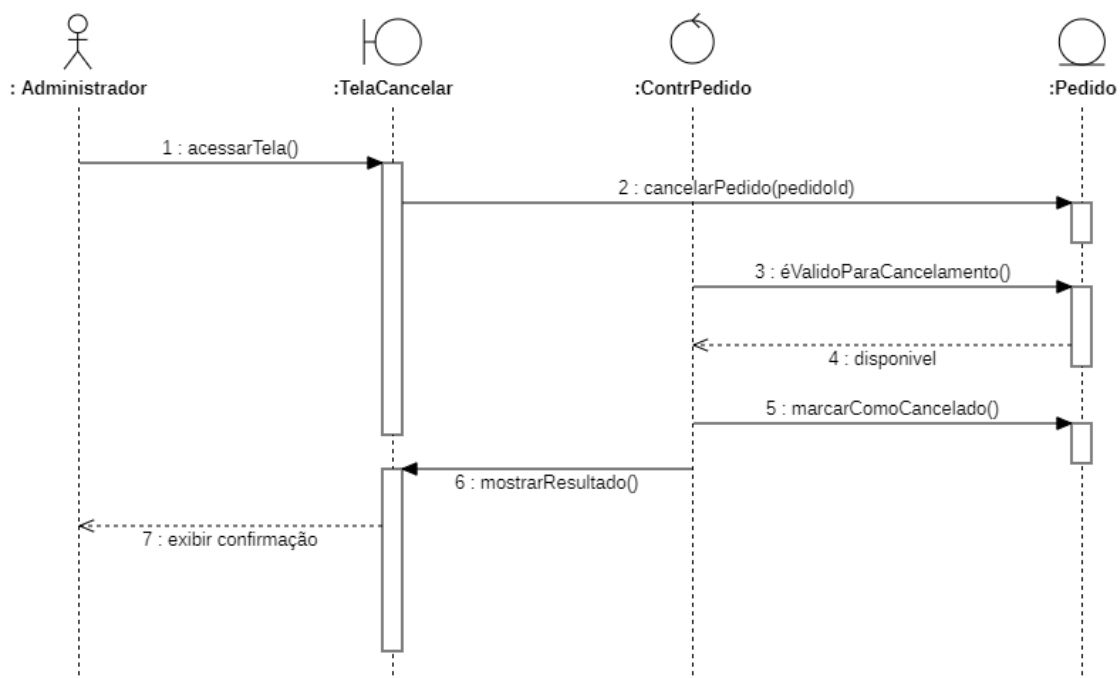 : Administrador
:TelaCancelar
:ContrPedido
:Pedido
1 : acessarTela()
2 : cancelarPedido(pedidoId)
3 : éValidoParaCancelamento()
4 : disponivel
5 : marcarComoCancelado()
6 : mostrarResultado()
7 : exibir confirmação